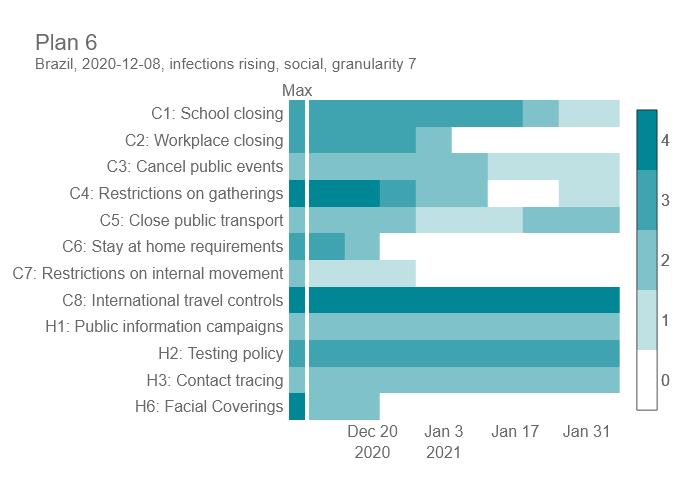 Plan 6
Brazil, 2020-12-08, infections rising, social, granularity 7
Max
C1: School closing
C2: Workplace closing
C3: Cancel public events
C4: Restrictions on gatherings
C5: Close public transport
C6: Stay at home requirements
C7: Restrictions on internal movement
C8: International travel controls
H1: Public information campaigns
H2: Testing policy
H3: Contact tracing
H6: Facial Coverings
4
3
2
1
0
Dec 20 Jan 3 Jan 17 Jan 31
2020 2021